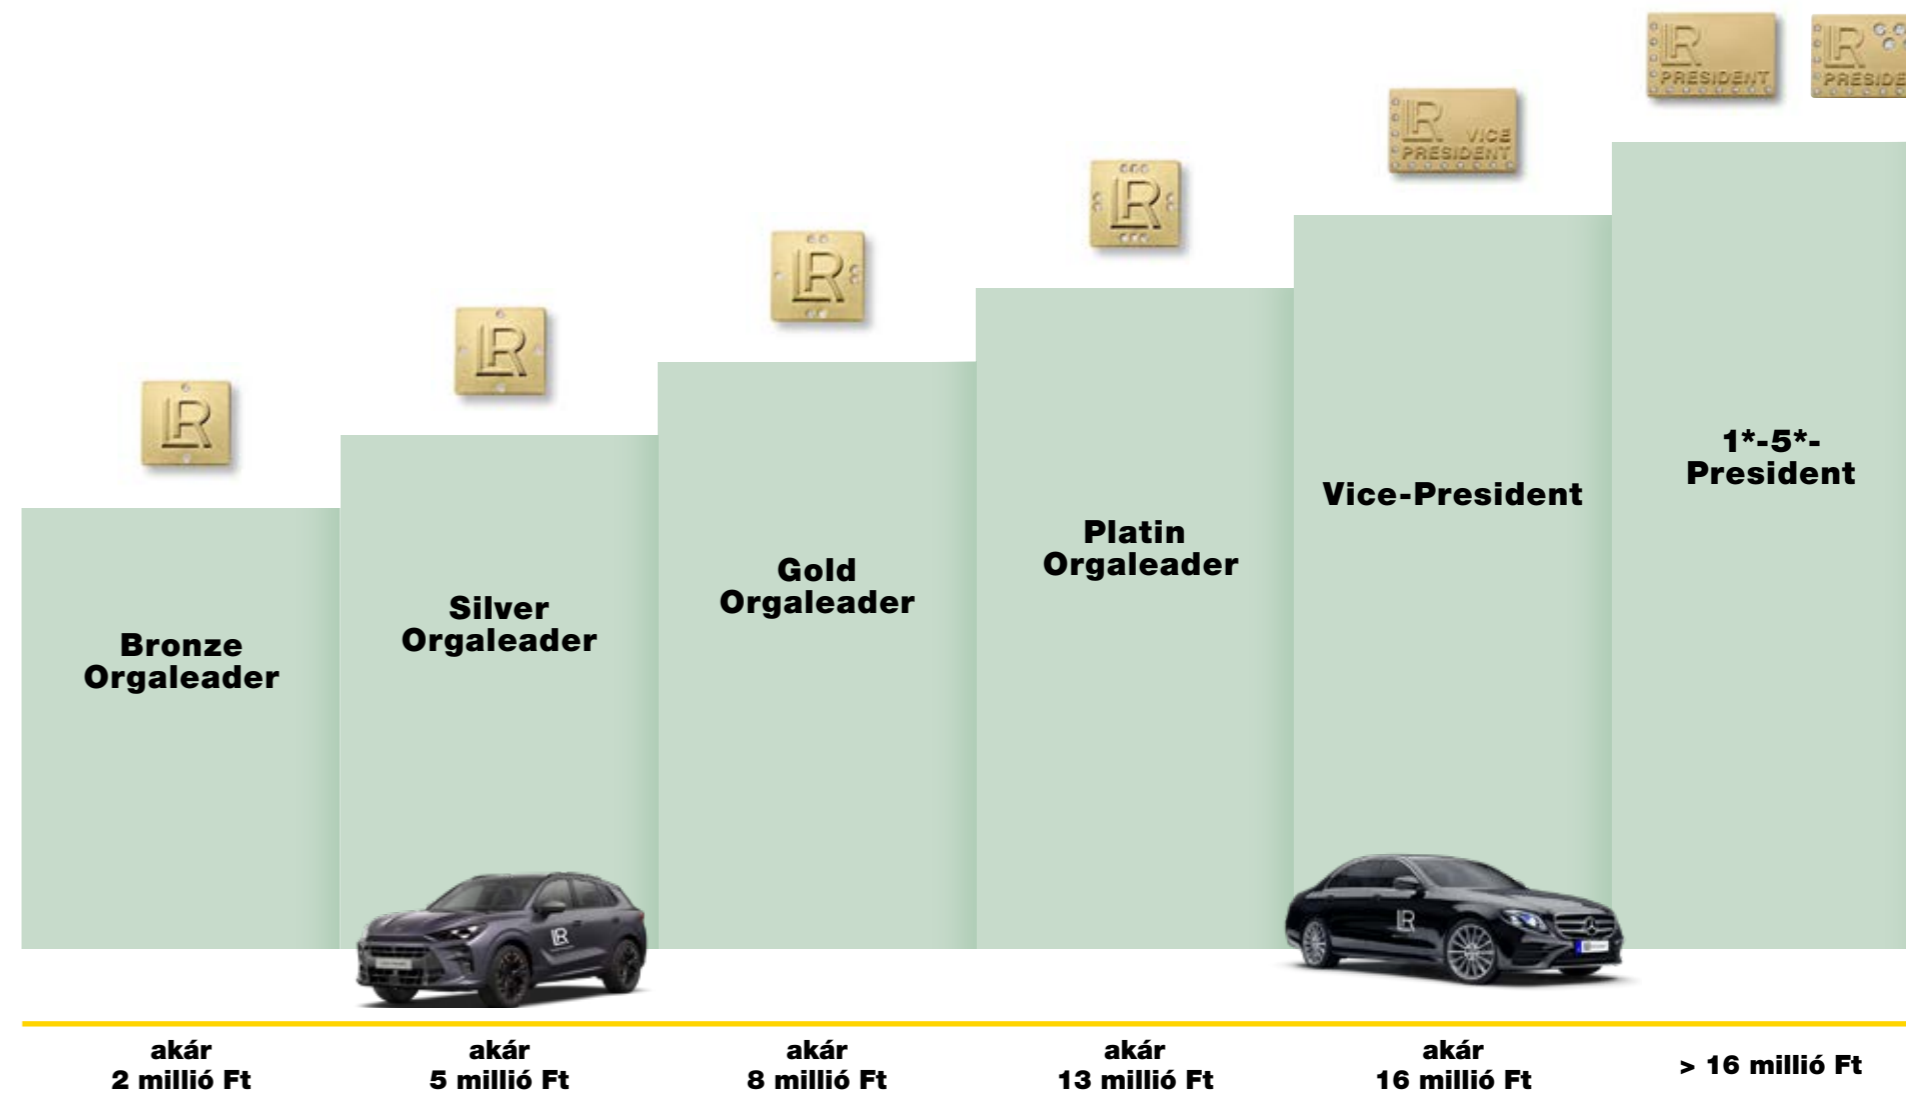 LR
PRESIDENT
LR
LR
VICE
PRESIDENT
LR
LR
LR
LR
Bronze
Orgaleader
Silver
Orgaleader
Gold
Orgaleader
Platin
Orgaleader
Vice-President
1*-5*-
President
LR
LR
akár
2 millió Ft
akár
5 millió Ft
akár
8 millió Ft
akár
13 millió Ft
akár
16 millió Ft
> 16 millió Ft